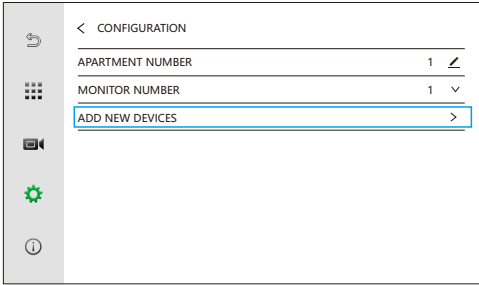 CONFIGURATION
APARTMENT NUMBER 1
MONITOR NUMBER 1
ADD NEW DEVICES